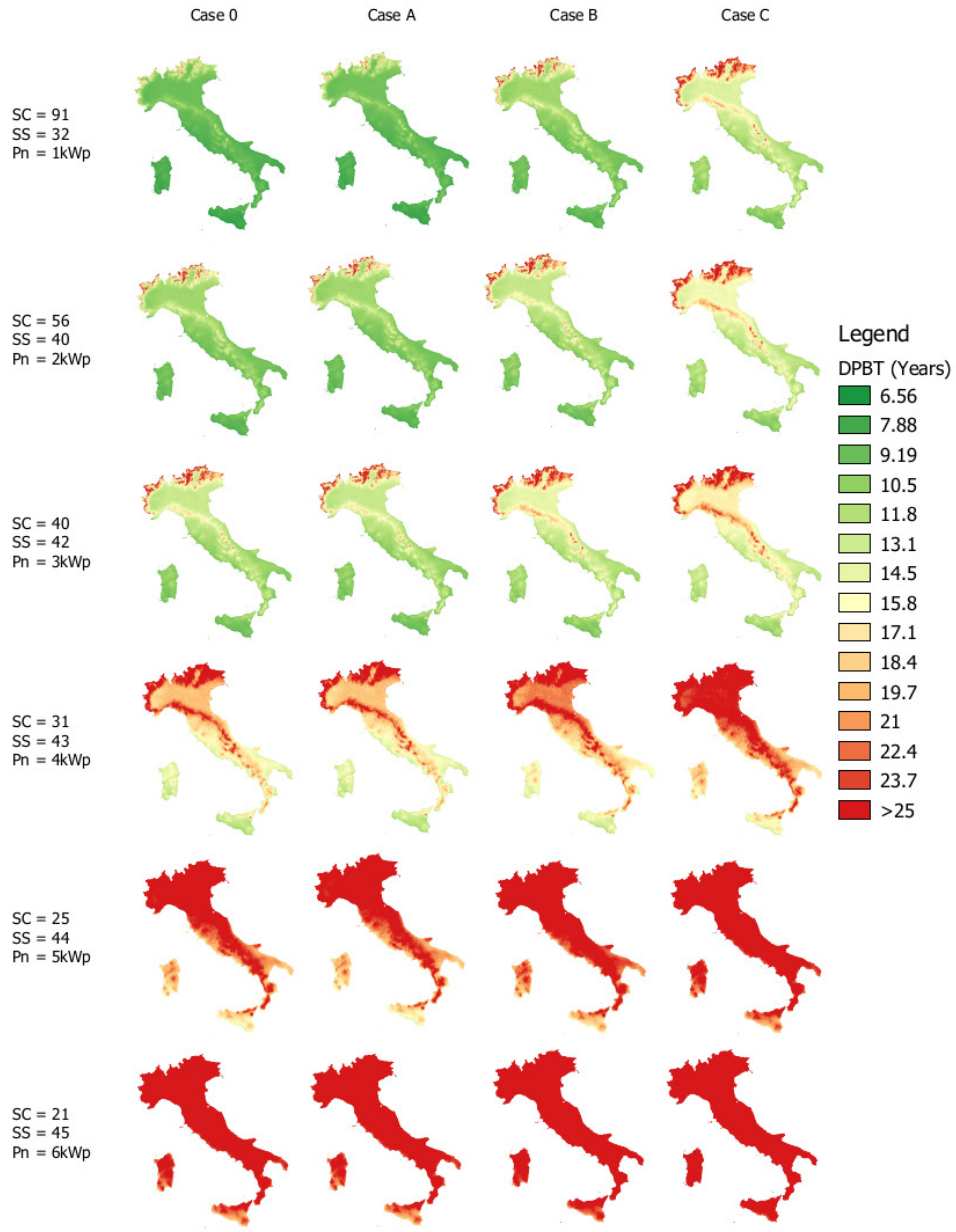 Case 0
Case A
Case B
Case C
SC = 91
SS = 32
Pn = 1kWp
SC = 56
SS = 40
Pn = 2kWp
SC = 40
SS = 42
Pn = 3kWp
SC = 31
SS = 43
Pn = 4kWp
SC = 25
SS = 44
Pn = 5kWp
SC = 21
SS = 45
Pn = 6kWp
Legend
DPBT (Years)
6.56
7.88
9.19
10.5
11.8
13.1
14.5
15.8
17.1
18.4
19.7
21
22.4
23.7
>25